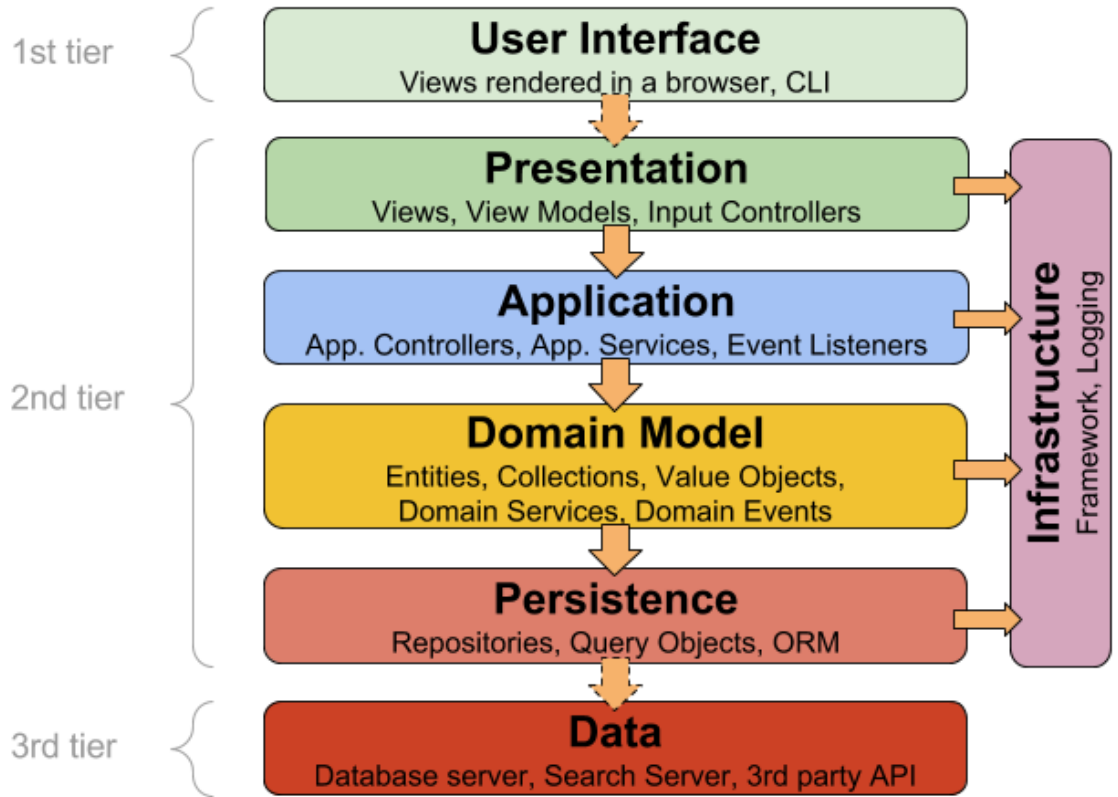 1st tier
User Interface
Views rendered in a browser, CLI
Presentation
Views, View Models, Input Controllers
Application
App. Controllers, App. Services, Event Listeners
2nd tier
Domain Model
Entities, Collections, Value Objects,
Domain Services, Domain Events
Persistence
Repositories, Query Objects, ORM
Infrastructure
Framework, Logging
3rd tier
Data
Database server, Search Server, 3rd party API